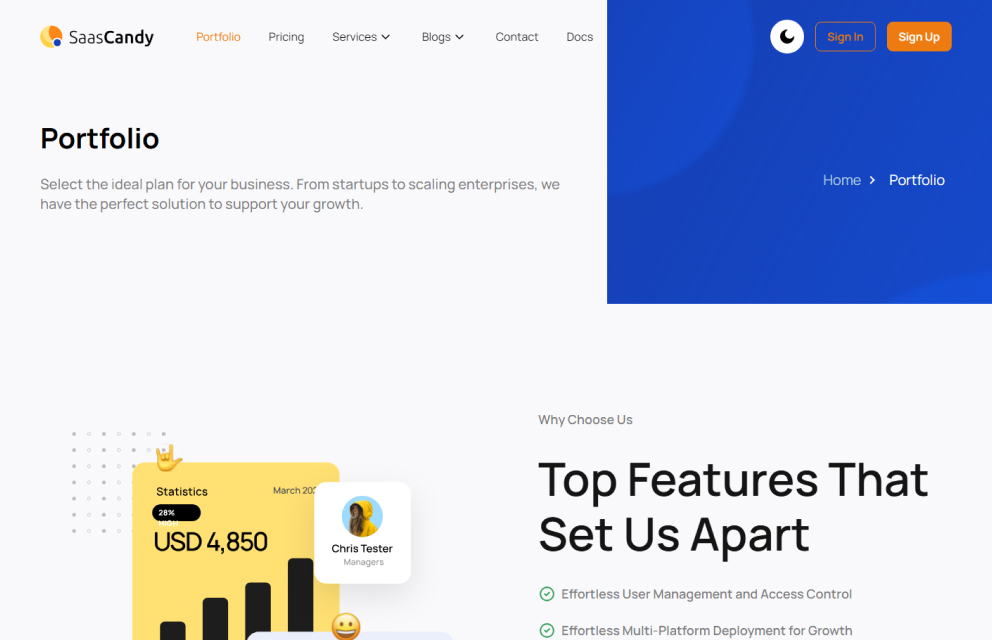 SaasCandy
Portfolio
Pricing
Services
Blogs
Contact
Docs
Sign In
Sign Up
Portfolio
Select the ideal plan for your business. From startups to scaling enterprises, we
have the perfect solution to support your growth.
Home
Portfolio
Why Choose Us
Top Features That
Set Us Apart
Statistics
March 202
28%
HIGH
USD 4,850
Chris Tester
Managers
Effortless User Management and Access Control
Effortless Multi-Platform Deployment for Growth